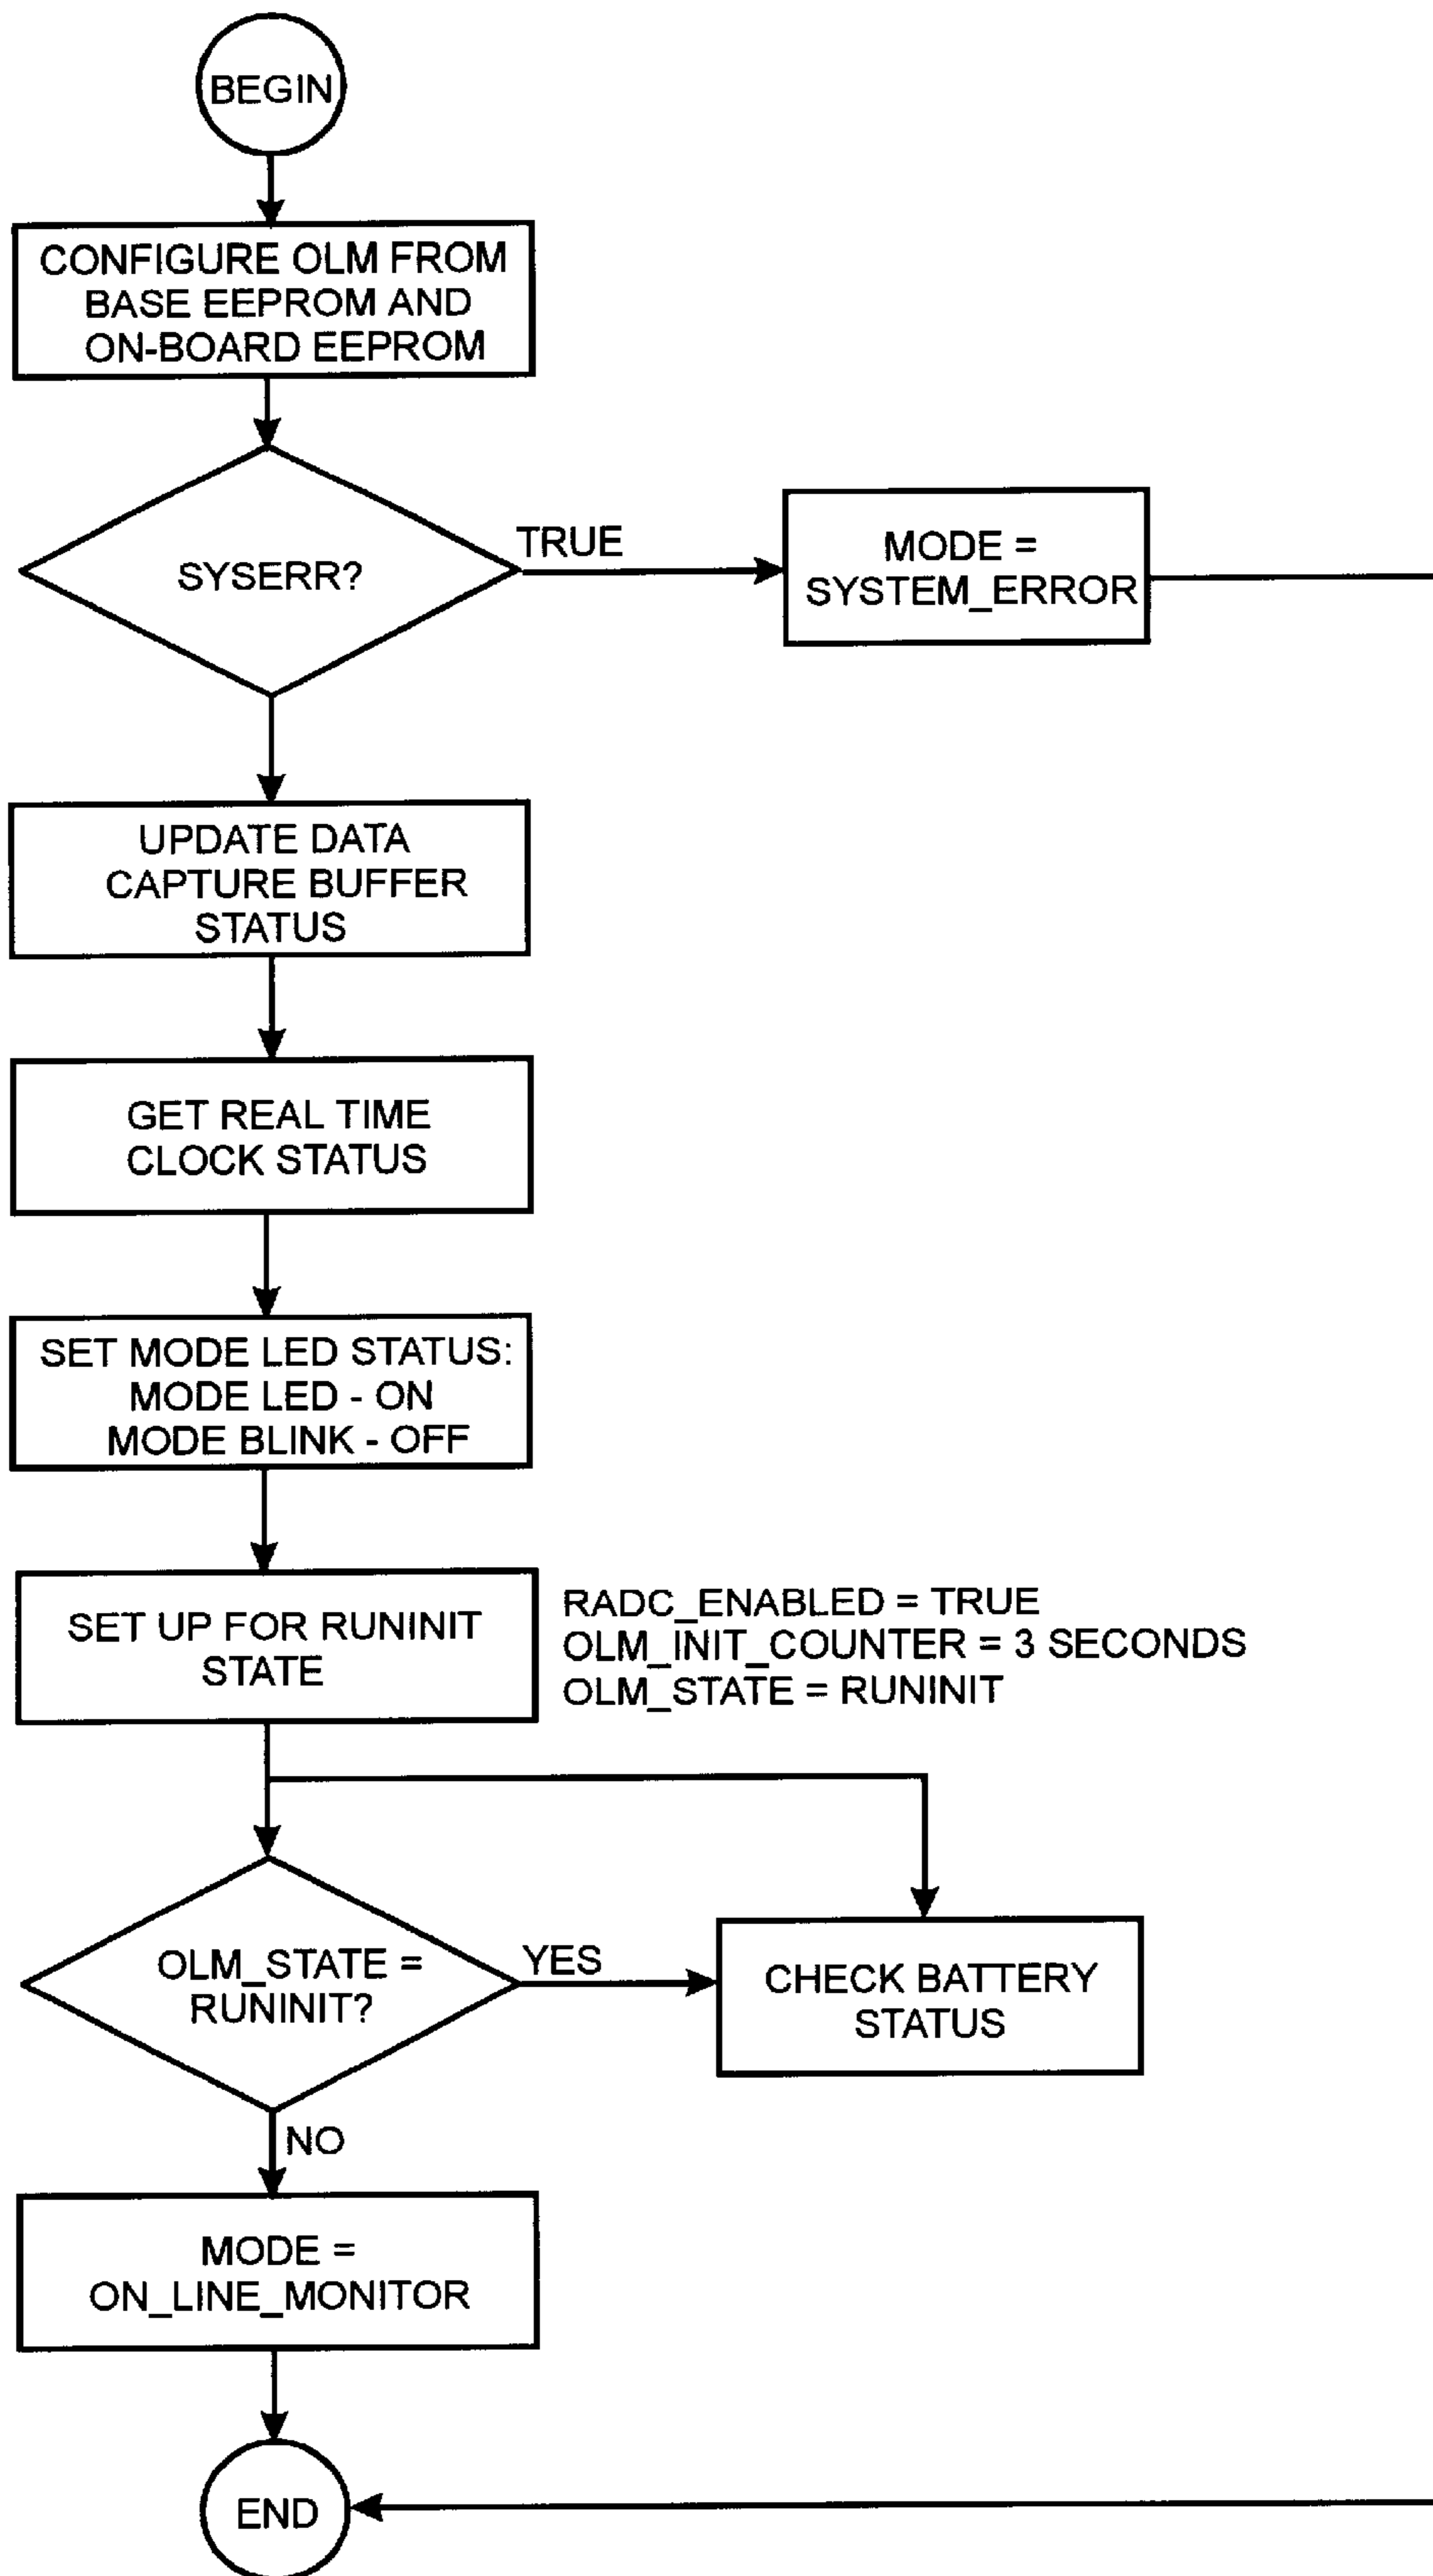 BEGIN
CONFIGURE OLM FROM
BASE EEPROM AND
ON-BOARD EEPROM
SYSERR?
TRUE
MODE =
SYSTEM_ERROR
UPDATE DATA
CAPTURE BUFFER
STATUS
GET REAL TIME
CLOCK STATUS
SET MODE LED STATUS:
MODE LED - ON
MODE BLINK - OFF
SET UP FOR RUNINIT
STATE
RADC_ENABLED = TRUE
OLM_INIT_COUNTER = 3 SECONDS
OLM_STATE = RUNINIT
OLM_STATE =
RUNINIT?
YES
CHECK BATTERY
STATUS
NO
MODE =
ON_LINE_MONITOR
END